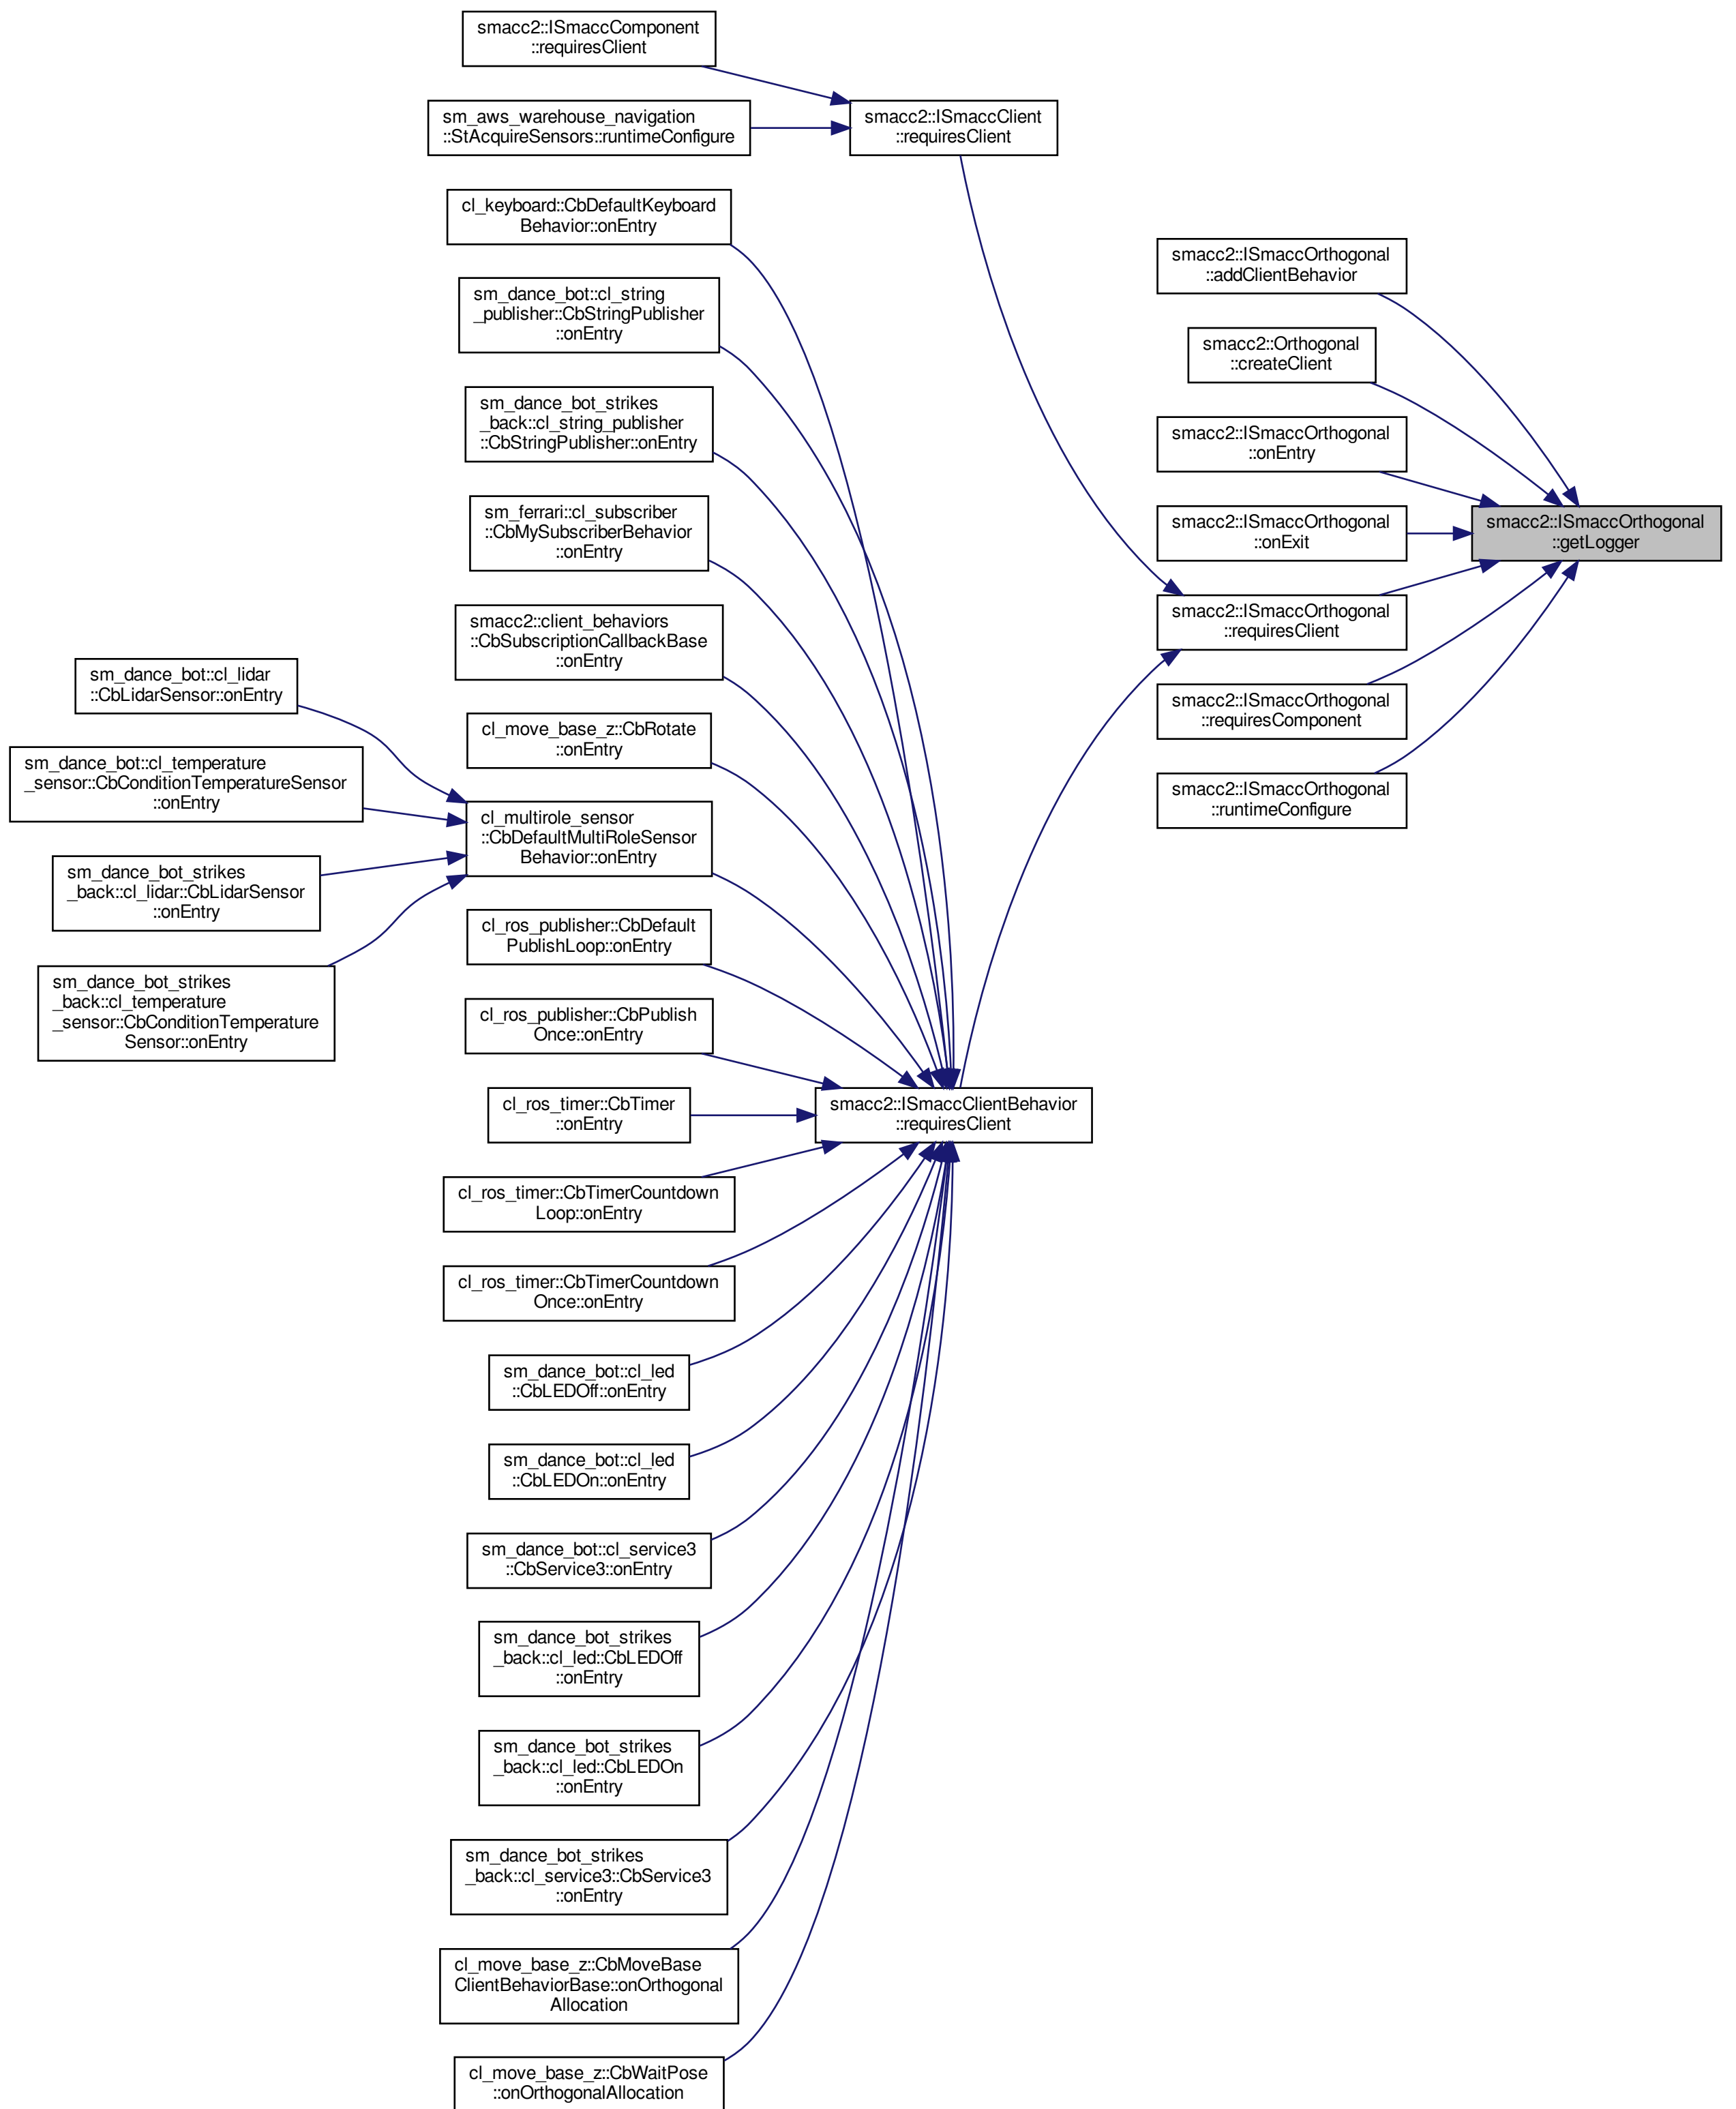 smacc2::ISmaccComponent
::requiresClient
sm_aws_warehouse_navigation
::StAcquireSensors::runtimeConfigure
smacc2::ISmaccClient
::requiresClient
cl_keyboard::CbDefaultKeyboard
Behavior::onEntry
sm_dance_bot::cl_string
_publisher::CbStringPublisher
::onEntry
sm_dance_bot_strikes
_back::cl_string_publisher
::CbStringPublisher::onEntry
sm_ferrari::cl_subscriber
::CbMySubscriberBehavior
::onEntry
smacc2::client_behaviors
::CbSubscriptionCallbackBase
::onEntry
cl_move_base_z::CbRotate
::onEntry
cl_multirole_sensor
::CbDefaultMultiRoleSensor
Behavior::onEntry
cl_ros_publisher::CbDefault
PublishLoop::onEntry
cl_ros_publisher::CbPublish
Once::onEntry
cl_ros_timer::CbTimer
::onEntry
cl_ros_timer::CbTimerCountdown
Loop::onEntry
cl_ros_timer::CbTimerCountdown
Once::onEntry
sm_dance_bot::cl_led
::CbLEDOff::onEntry
sm_dance_bot::cl_led
::CbLEDOn::onEntry
sm_dance_bot::cl_service3
::CbService3::onEntry
sm_dance_bot_strikes
_back::cl_led::CbLEDOff
::onEntry
sm_dance_bot_strikes
_back::cl_led::CbLEDOn
::onEntry
sm_dance_bot_strikes
_back::cl_service3::CbService3
::onEntry
cl_move_base_z::CbMoveBase
ClientBehaviorBase::onOrthogonal
Allocation
cl_move_base_z::CbWaitPose
::onOrthogonalAllocation
sm_dance_bot::cl_lidar
::CbLidarSensor::onEntry
sm_dance_bot::cl_temperature
_sensor::CbConditionTemperatureSensor
::onEntry
sm_dance_bot_strikes
_back::cl_lidar::CbLidarSensor
::onEntry
sm_dance_bot_strikes
_back::cl_temperature
_sensor::CbConditionTemperature
Sensor::onEntry
smacc2::ISmaccClientBehavior
::requiresClient
smacc2::ISmaccOrthogonal
::addClientBehavior
smacc2::Orthogonal
::createClient
smacc2::ISmaccOrthogonal
::onEntry
smacc2::ISmaccOrthogonal
::onExit
smacc2::ISmaccOrthogonal
::requiresClient
smacc2::ISmaccOrthogonal
::requiresComponent
smacc2::ISmaccOrthogonal
::runtimeConfigure
smacc2::ISmaccOrthogonal
::getLogger